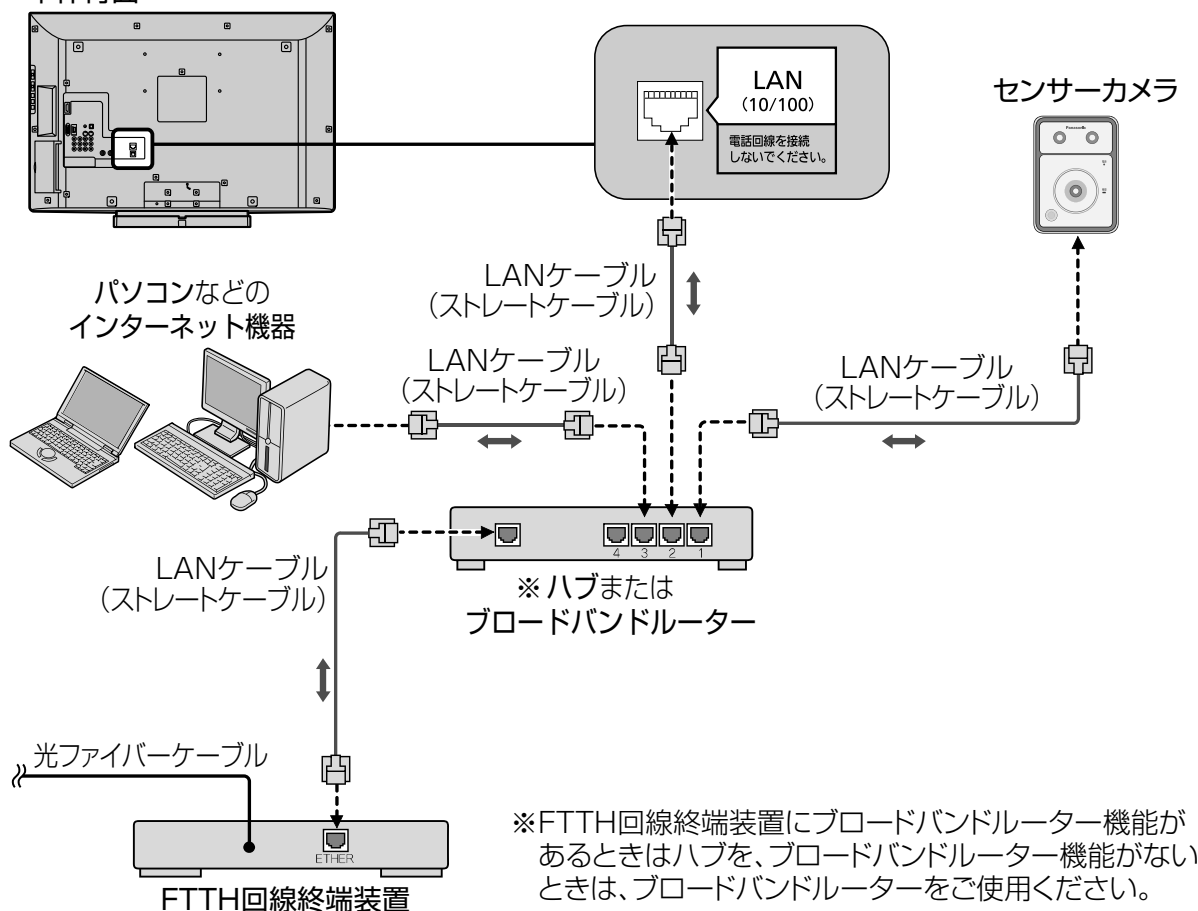 LAN
(10/100)
電話回線を接続
しないでください。
センサーカメラ
Panasonic
LANケーブル
(ストレートケーブル)
パソコンなどの
インターネット機器
LANケーブル
(ストレートケーブル)
LANケーブル
(ストレートケーブル)
4 3 2 1
LANケーブル
(ストレートケーブル)
※ハブまたは
ブロードバンドルーター
光ファイバーケーブル
ETHER
FTTH回線終端装置
※FTTH回線終端装置にブロードバンドルーター機能が
あるときはハブを、ブロードバンドルーター機能がない
ときは、ブロードバンドルーターをご使用ください。